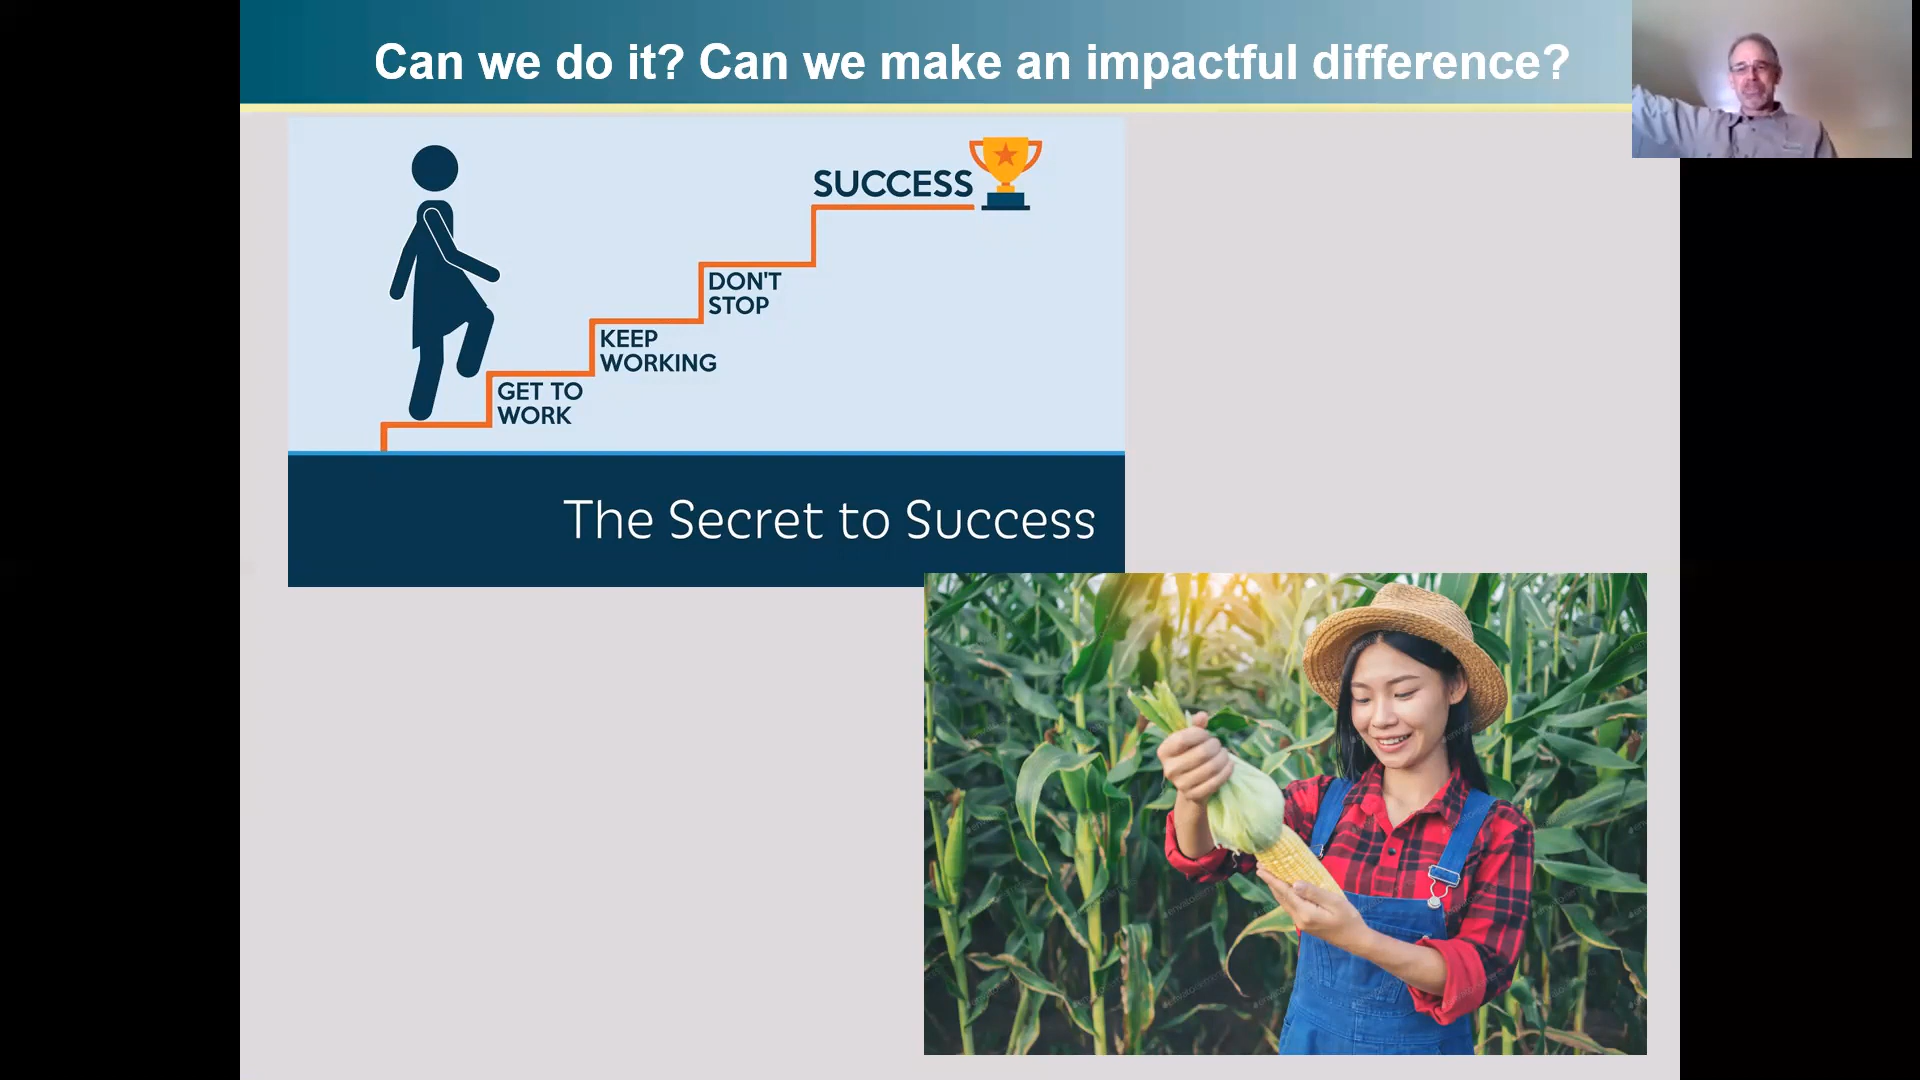 Can we do it? Can we make an impactful difference?
SUCCESS
DON'T
STOP
KEEP
WORKING
GET TO
WORK
The Secret to Success